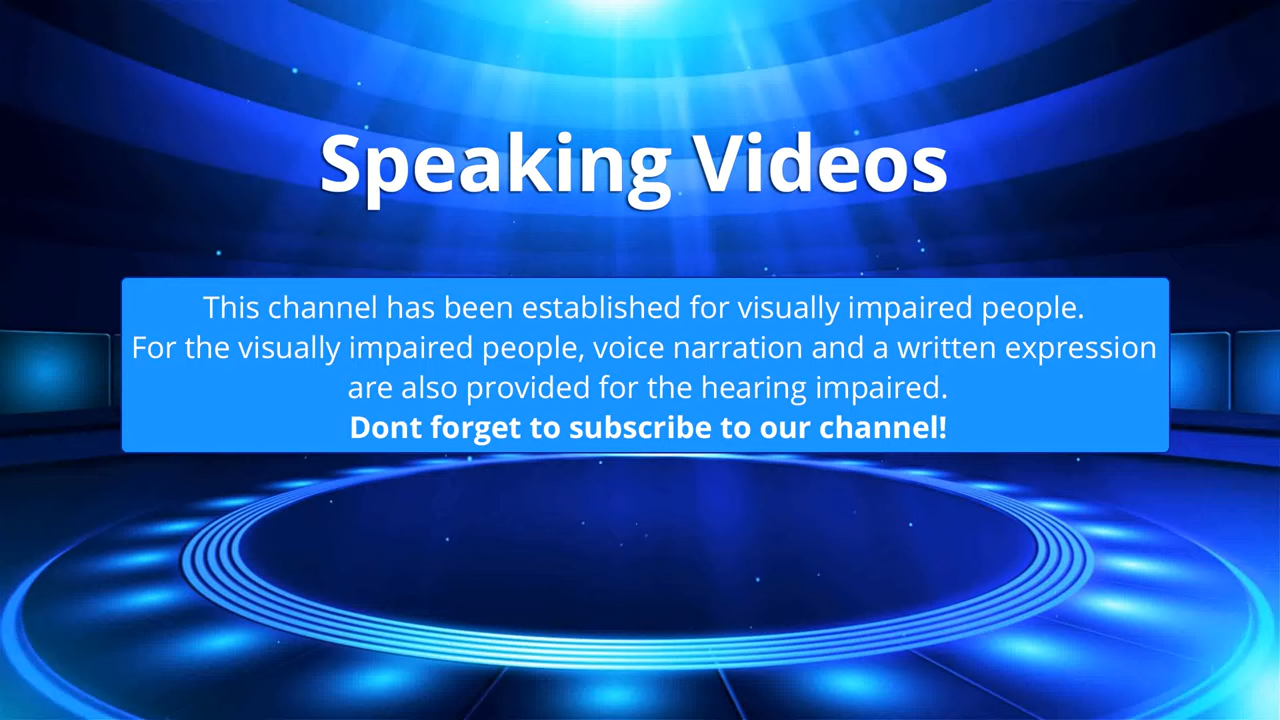 Speaking Videos
This channel has been established for visually impaired people.
For the visually impaired people, voice narration and a written expression
are also provided for the hearing impaired.
Dont forget to subscribe to our channel!